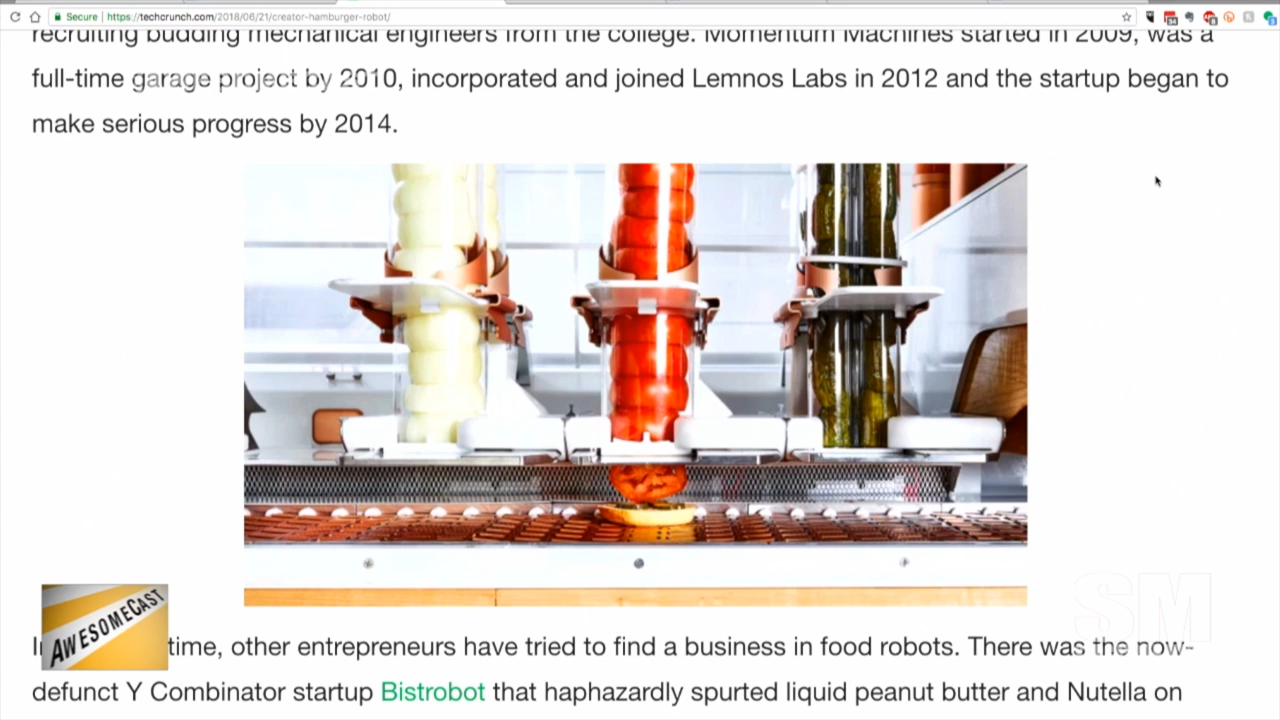 Secure | https://techcrunch.com/2018/06/21/creator-hamburger-robot/
recruiting budding mechanical engineers from the college. Momentum Machines started in 2009, was a
full-time garage project by 2010, incorporated and joined Lemnos Labs in 2012 and the startup began to
make serious progress by 2014.
AWESOMECAST
SM
time, other entrepreneurs have tried to find a business in food robots. There was the now-
defunct Y Combinator startup Bistrobot that haphazardly spurted liquid peanut butter and Nutella on